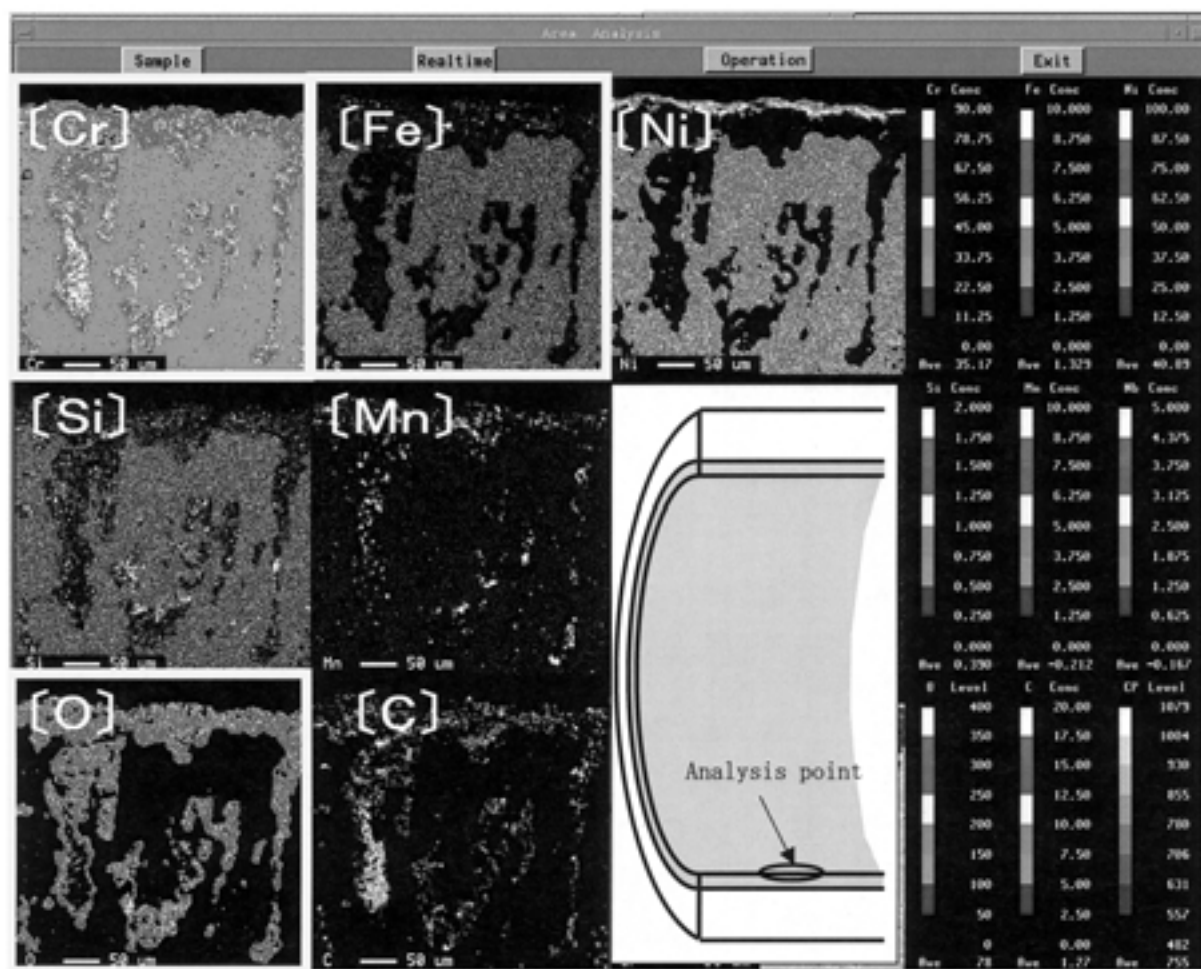 Area Analysis
Sample Realtime Operation Exit
[Cr] [Fe] [Ni]
Cr 50 um Fe 50 um Ni 50 um
Cr Conc Fe Conc Ni Conc
90.00 10.000 100.00
78.75 8.750 87.50
67.50 7.500 75.00
56.25 6.250 62.50
45.00 5.000 50.00
33.75 3.750 37.50
22.50 2.500 25.00
11.25 1.250 12.50
0.00 0.000 0.00
Ave 35.17 Ave 1.329 Ave 40.89
[Si] [Mn]
Si 50 um Mn 50 um
Si Conc Mn Conc Nb Conc
2.000 10.000 5.000
1.750 8.750 4.375
1.500 7.500 3.750
1.250 6.250 3.125
1.000 5.000 2.500
0.750 3.750 1.875
0.500 2.500 1.250
0.250 1.250 0.625
0.000 0.000 0.000
Ave 0.390 Ave -0.212 Ave -0.167
[O] [C]
O 50 um C 50 um
Analysis point
O Level C Conc CP Level
400 20.00 1079
350 17.50 1004
300 15.00 930
250 12.50 855
200 10.00 780
150 7.50 706
100 5.00 631
50 2.50 557
0 0.00 482
Ave 78 Ave 1.27 Ave 755